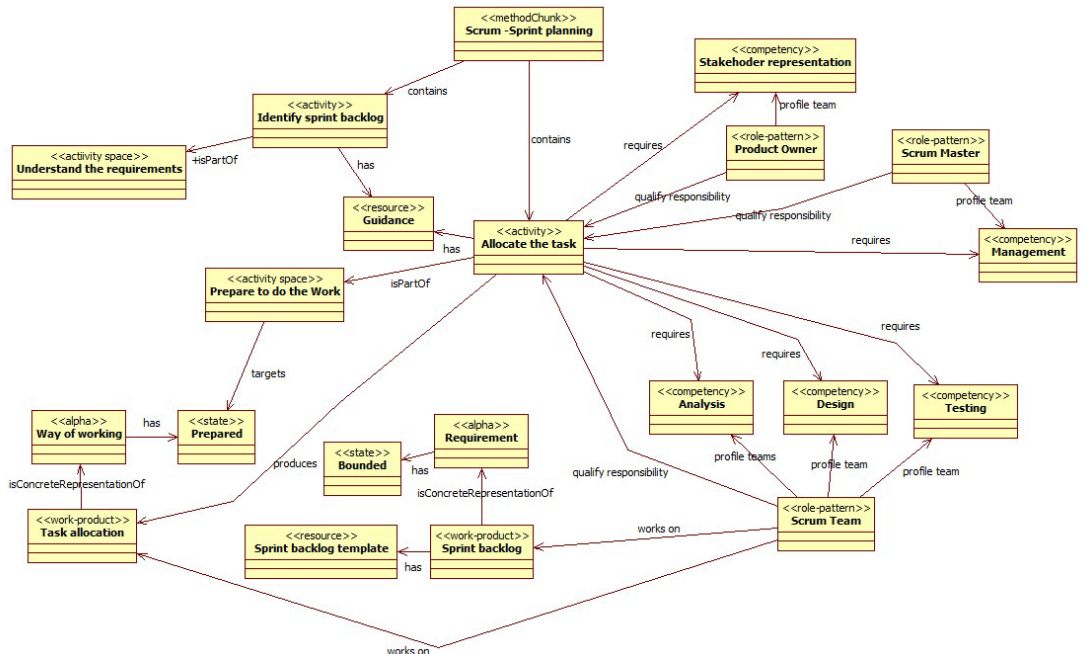 <<methodChunk>>
Scrum -Sprint planning
<<competency>>
Stakehoder representation
contains
<<activity>>
Identify sprint backlog
profile team
contains
<<role-pattern>>
Product Owner
<<role-pattern>>
Scrum Master
requires
<<activity space>>
Understand the requirements
+isPartOf
has
<<resource>>
Guidance
qualify responsibility
profile team
qualify responsibility
<<activity>>
Allocate the task
has
requires
<<competency>>
Management
<<activity space>>
Prepare to do the Work
isPartOf
requires
requires
requires
targets
<<competency>>
Analysis
<<competency>>
Design
<<competency>>
Testing
<<alpha>>
Way of working
has
<<state>>
Prepared
<<alpha>>
Requirement
<<state>>
Bounded
has
profile teams
profile team
profile team
produces
qualify responsibility
isConcreteRepresentationOf
isConcreteRepresentationOf
<<role-pattern>>
Scrum Team
<<work-product>>
Task allocation
works on
<<resource>>
Sprint backlog template
has
<<work-product>>
Sprint backlog
works on